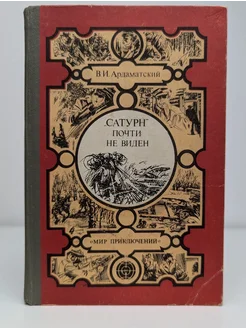 В.И. Ардаматский
„САТУРН"
ПОЧТИ
НЕ ВИДЕН
«МИР ПРИКЛЮЧЕНИЙ»